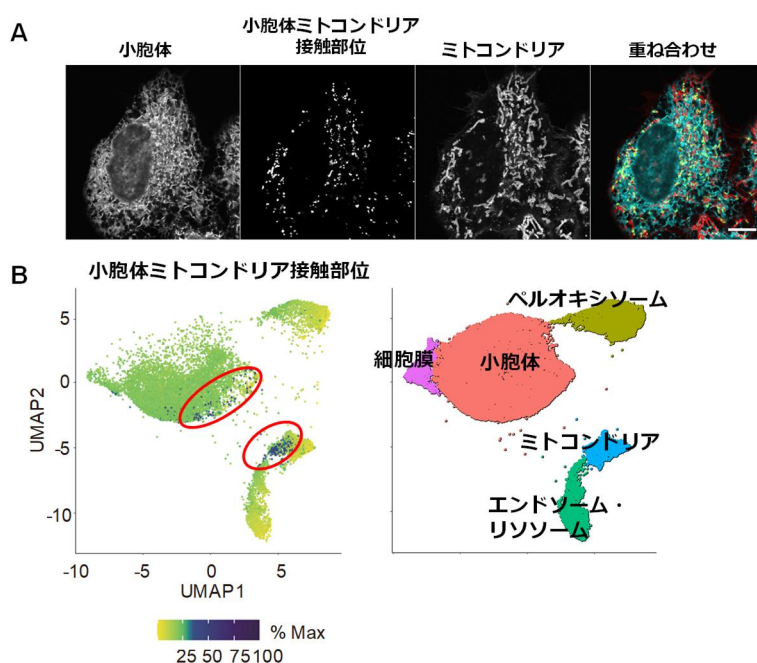 A
小胞体
小胞体ミトコンドリア
接触部位
ミトコンドリア
重ね合わせ
B
小胞体ミトコンドリア接触部位
5
0
-5
-10
UMAP2
-10 -5 0 5
UMAP1
% Max
25 50 75 100
ペルオキシソーム
細胞膜
小胞体
ミトコンドリア
エンドソーム・
リソソーム